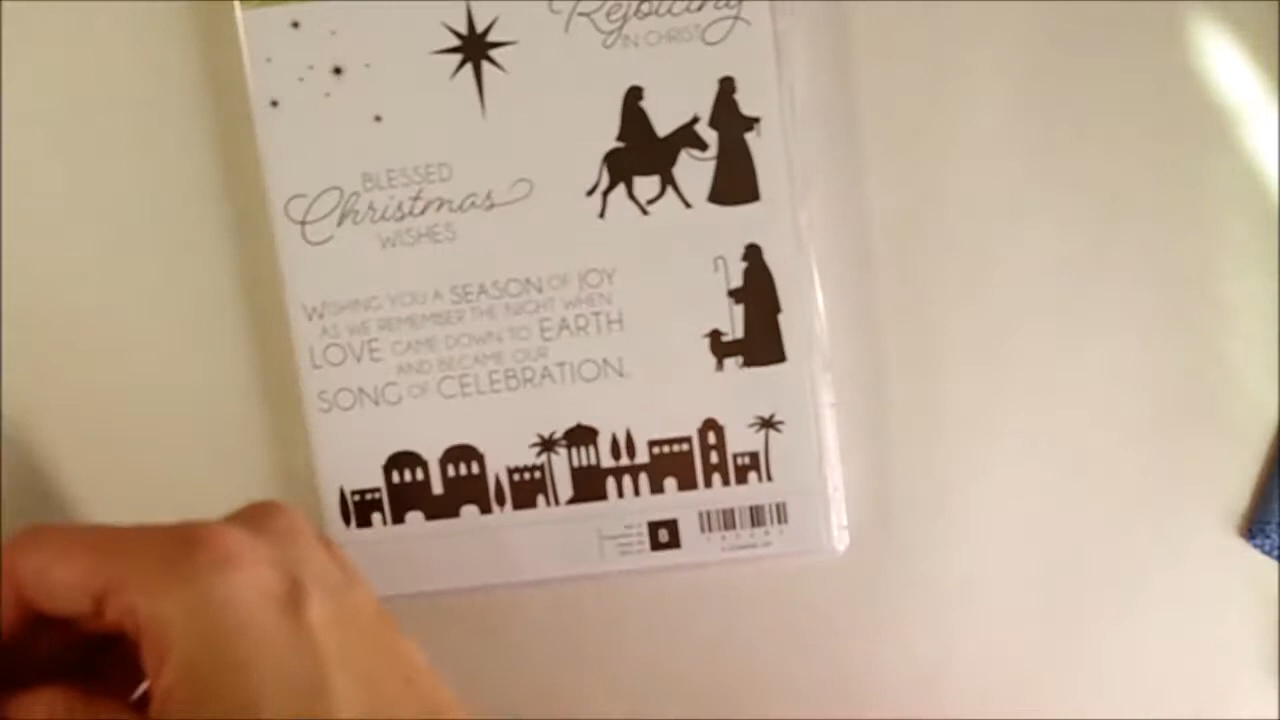 Rejoicing
IN CHRIST
BLESSED
Christmas
WISHES
WISHING YOU A SEASON OF JOY
AS WE REMEMBER THE NIGHT WHEN
LOVE CAME DOWN TO EARTH
AND BECAME OUR
SONG OF CELEBRATION.